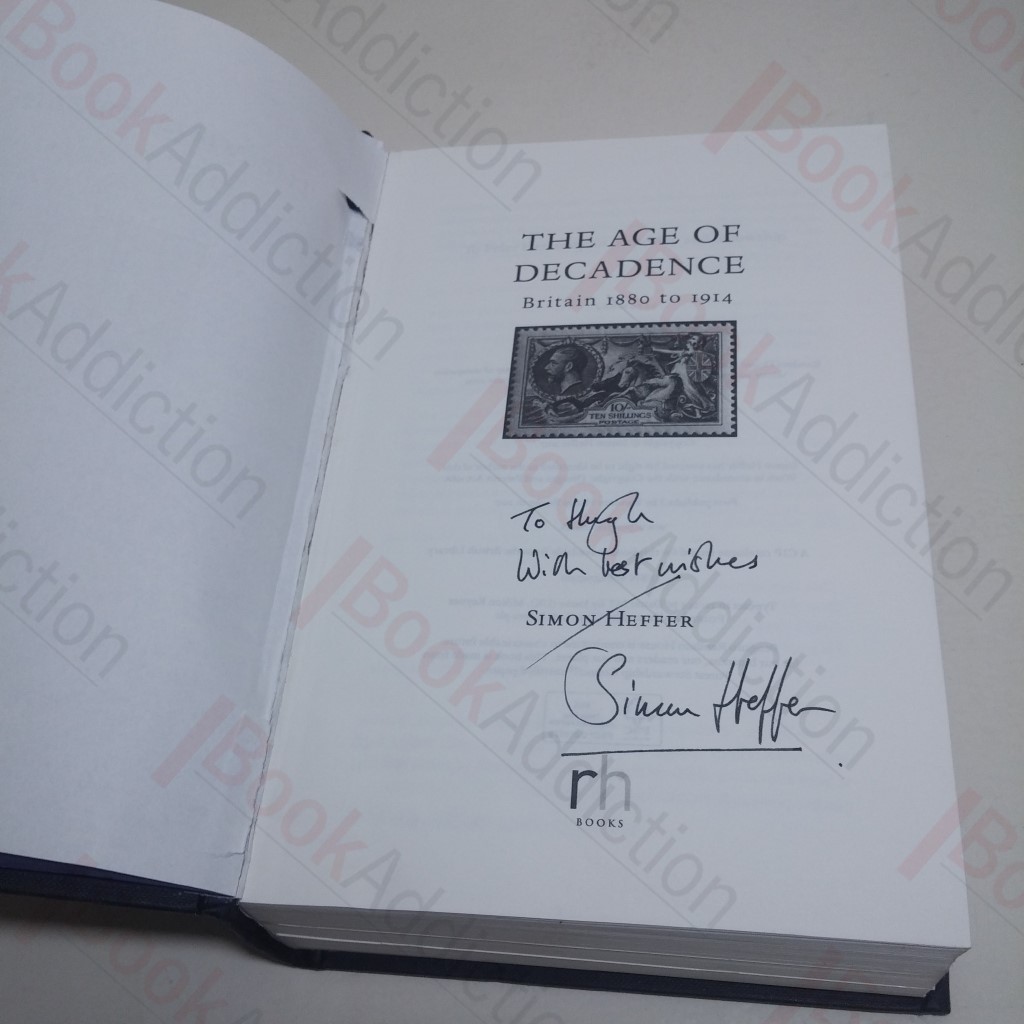 THE AGE OF
DECADENCE
Britain 1880 to 1914
10/-
TEN SHILLINGS
POSTAGE
To Hugh
With best wishes
SIMON HEFFER
Simon Heffer
rh
BOOKS
BookAddiction